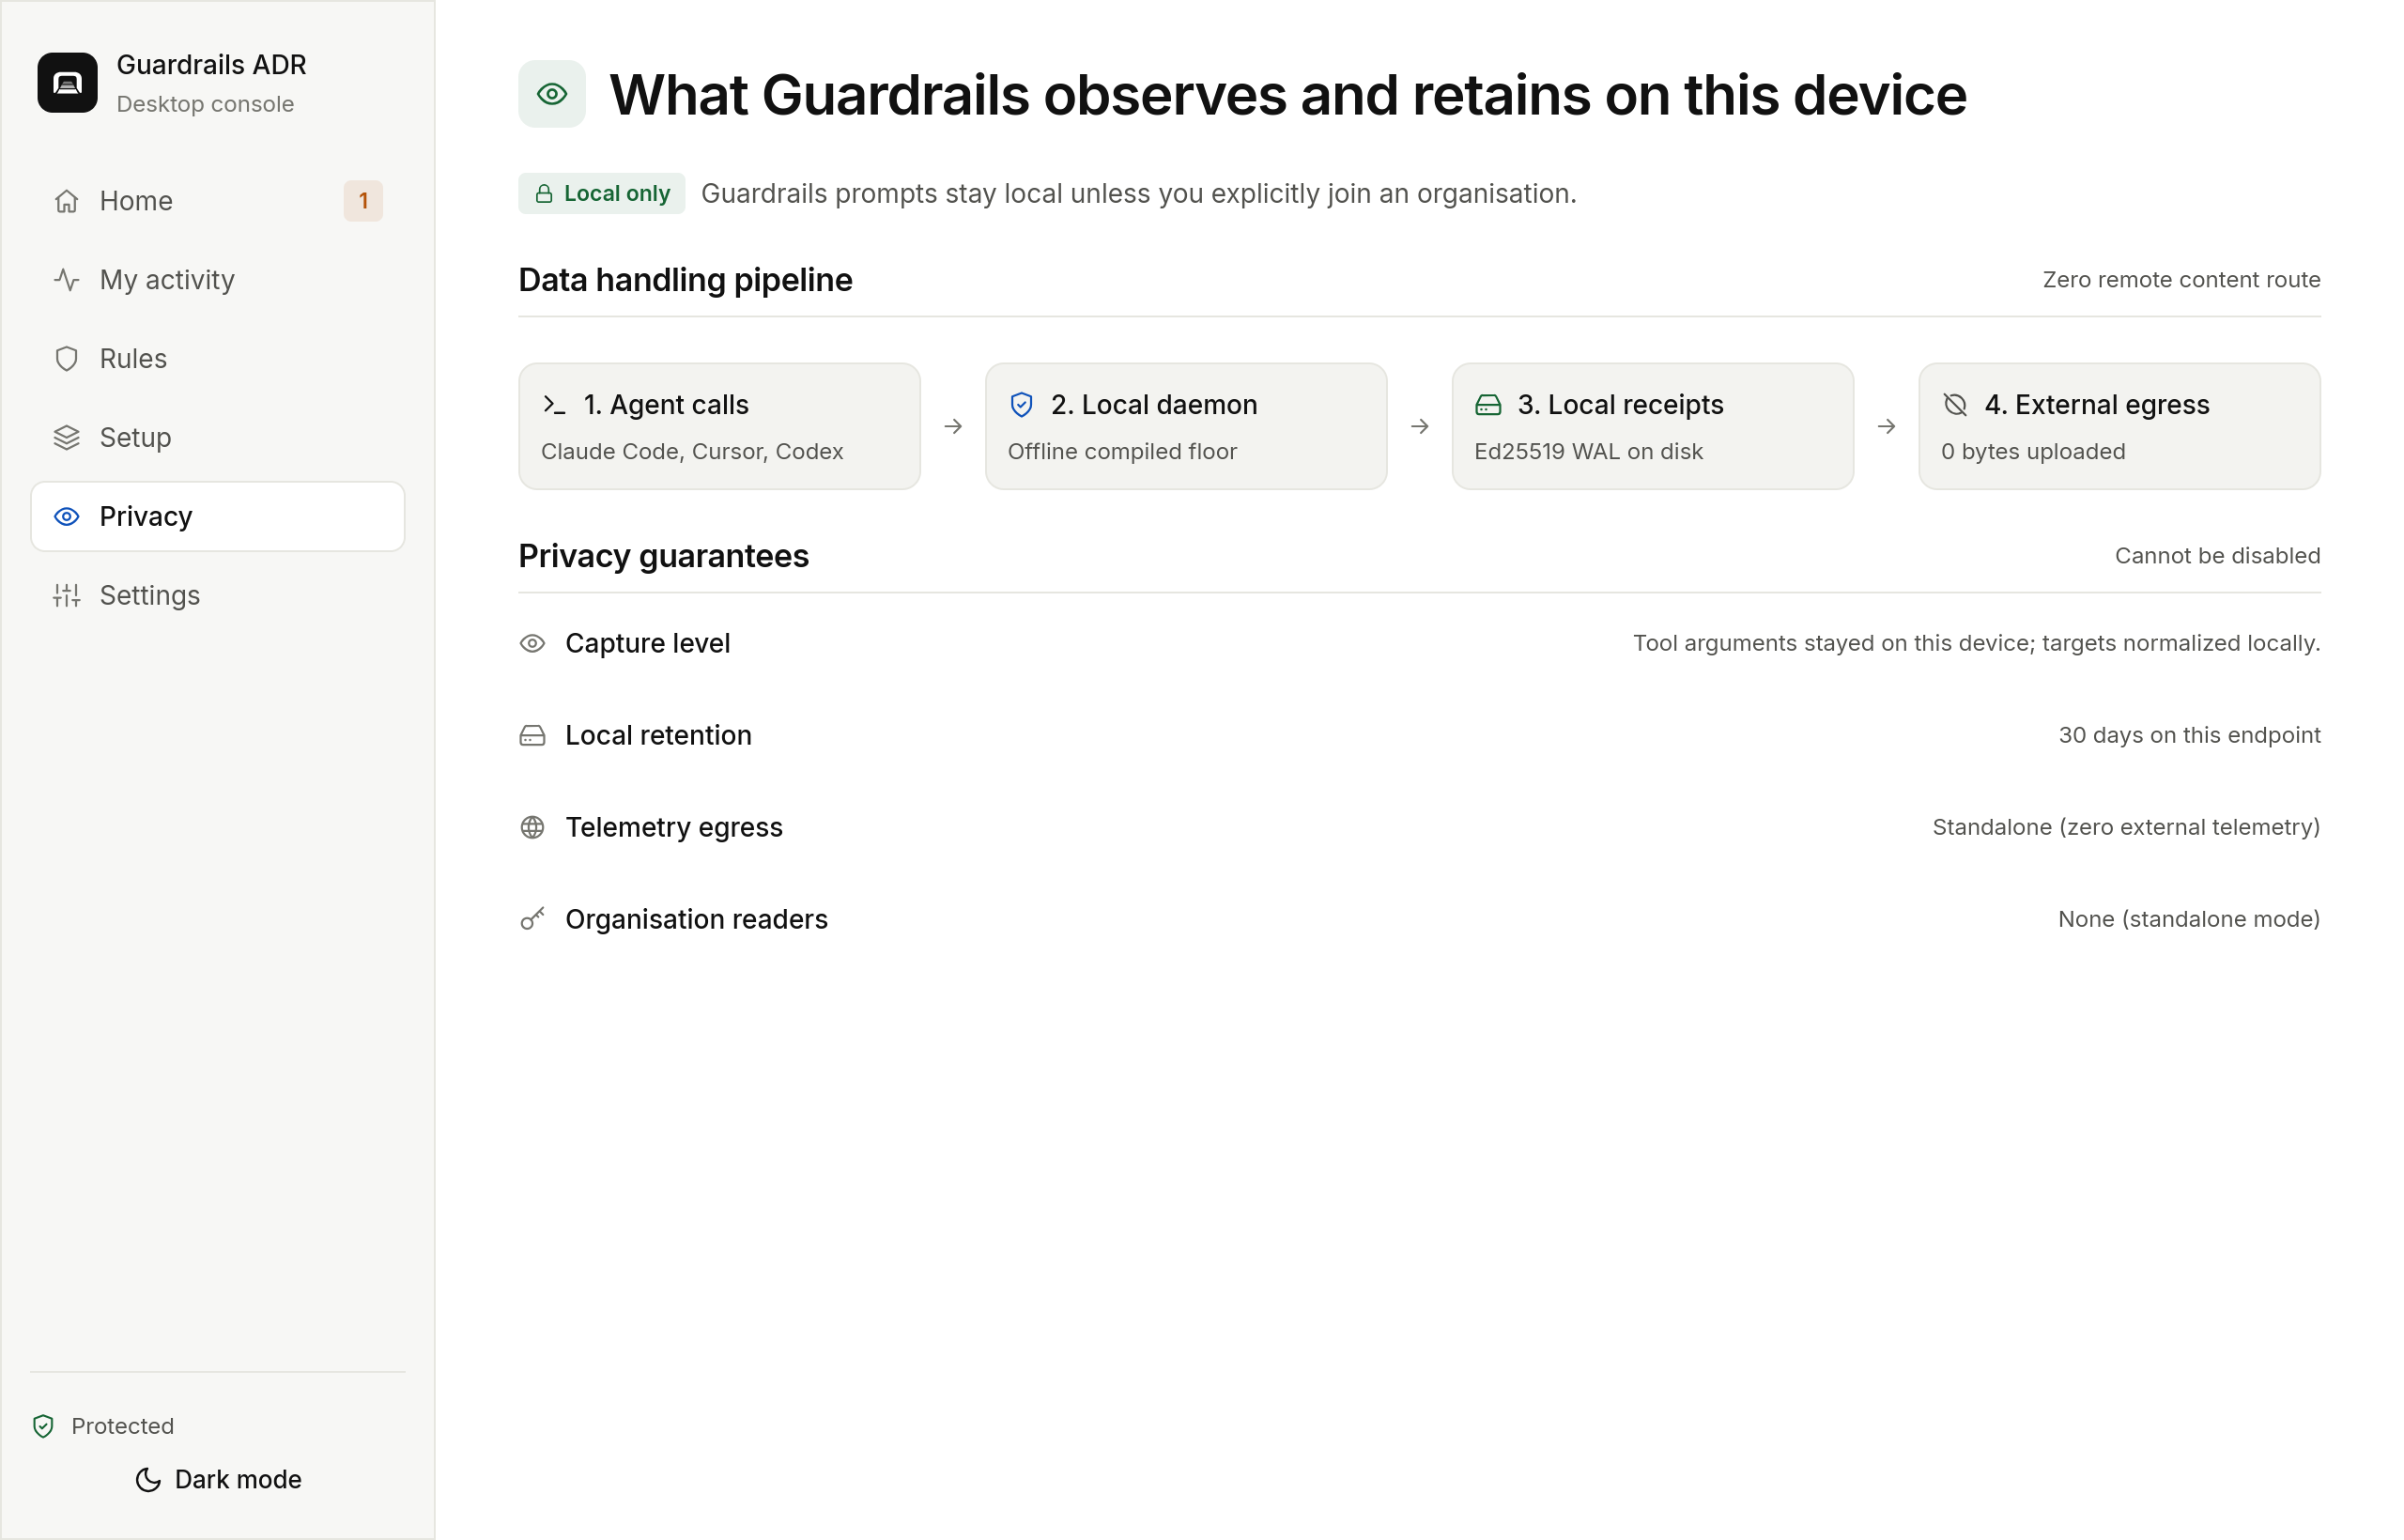 Guardrails ADR
Desktop console
Home 1
My activity
Rules
Setup
Privacy
Settings
Protected
Dark mode
What Guardrails observes and retains on this device
Local only Guardrails prompts stay local unless you explicitly join an organisation.
Data handling pipeline Zero remote content route
1. Agent calls
Claude Code, Cursor, Codex
2. Local daemon
Offline compiled floor
3. Local receipts
Ed25519 WAL on disk
4. External egress
0 bytes uploaded
Privacy guarantees Cannot be disabled
Capture level Tool arguments stayed on this device; targets normalized locally.
Local retention 30 days on this endpoint
Telemetry egress Standalone (zero external telemetry)
Organisation readers None (standalone mode)